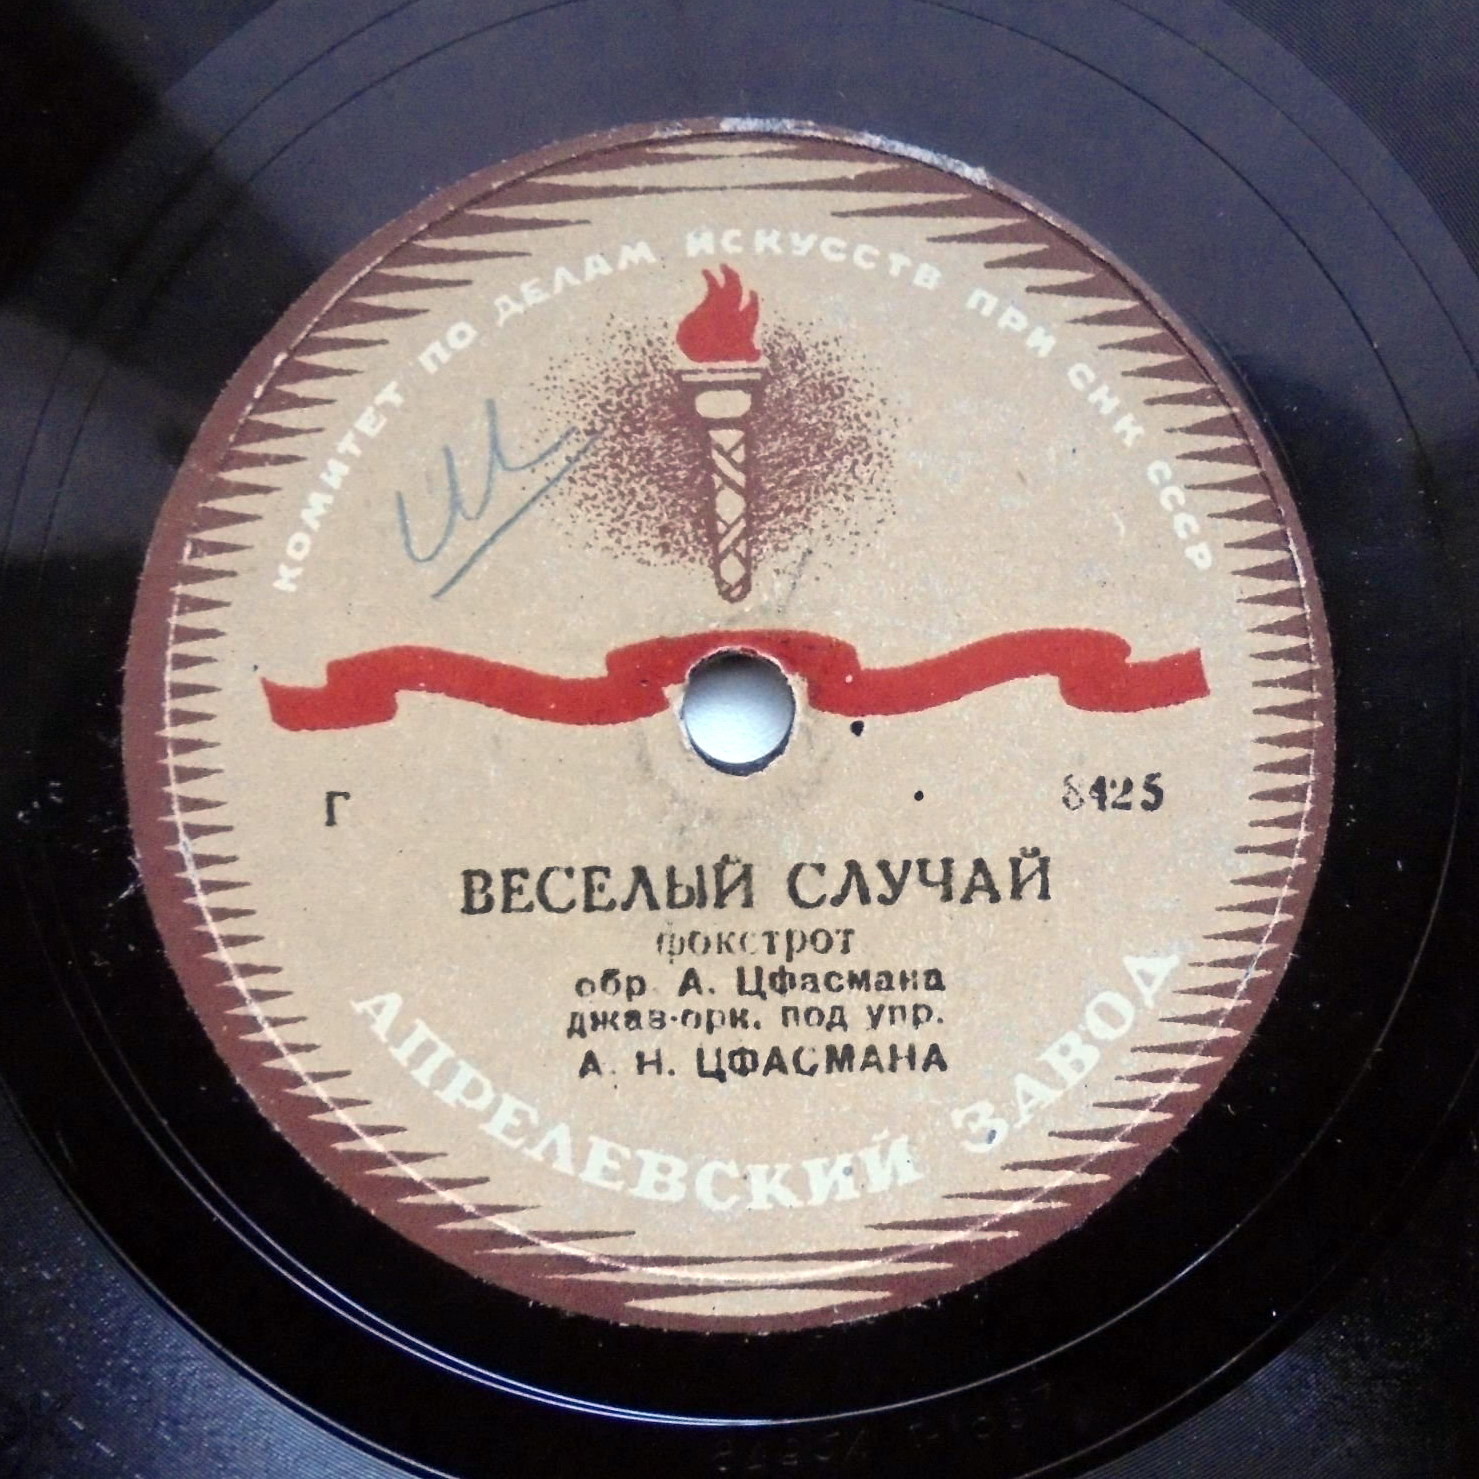 КОМИТЕТ ПО ДЕЛАМ ИСКУССТВ ПРИ СНК СССР
Г 8425
ВЕСЕЛЫЙ СЛУЧАЙ
фокстрот
обр. А. Цфасмана
джаз-орк. под упр.
А. Н. ЦФАСМАНА
АПРЕЛЕВСКИЙ ЗАВОД